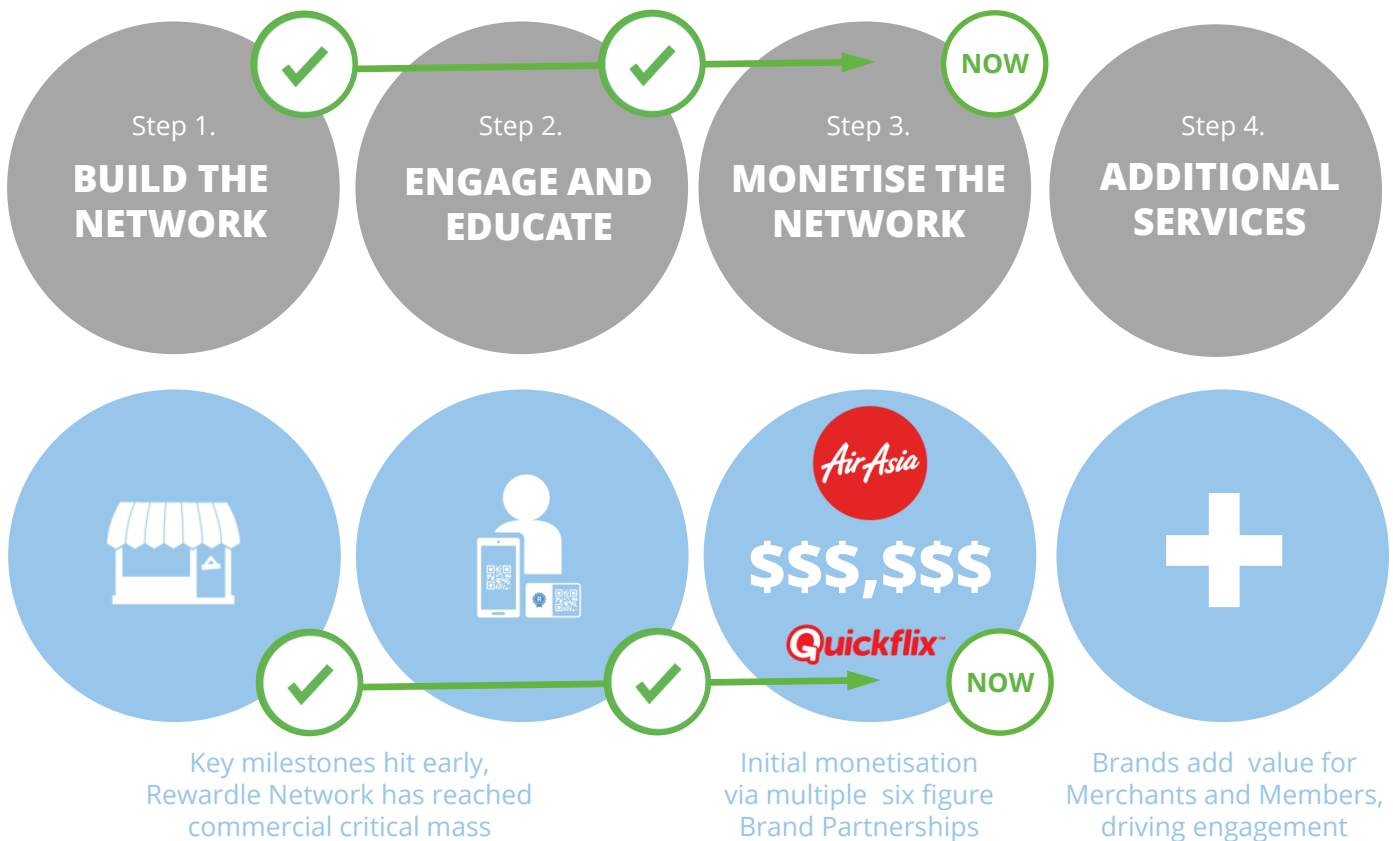 NOW
Step 1.
BUILD THE
NETWORK
Step 2.
ENGAGE AND
EDUCATE
Step 3.
MONETISE THE
NETWORK
Step 4.
ADDITIONAL
SERVICES
AirAsia
$$$,$$$
Quickflix™
R
NOW
Key milestones hit early,
Rewardle Network has reached
commercial critical mass
Initial monetisation
via multiple six figure
Brand Partnerships
Brands add value for
Merchants and Members,
driving engagement